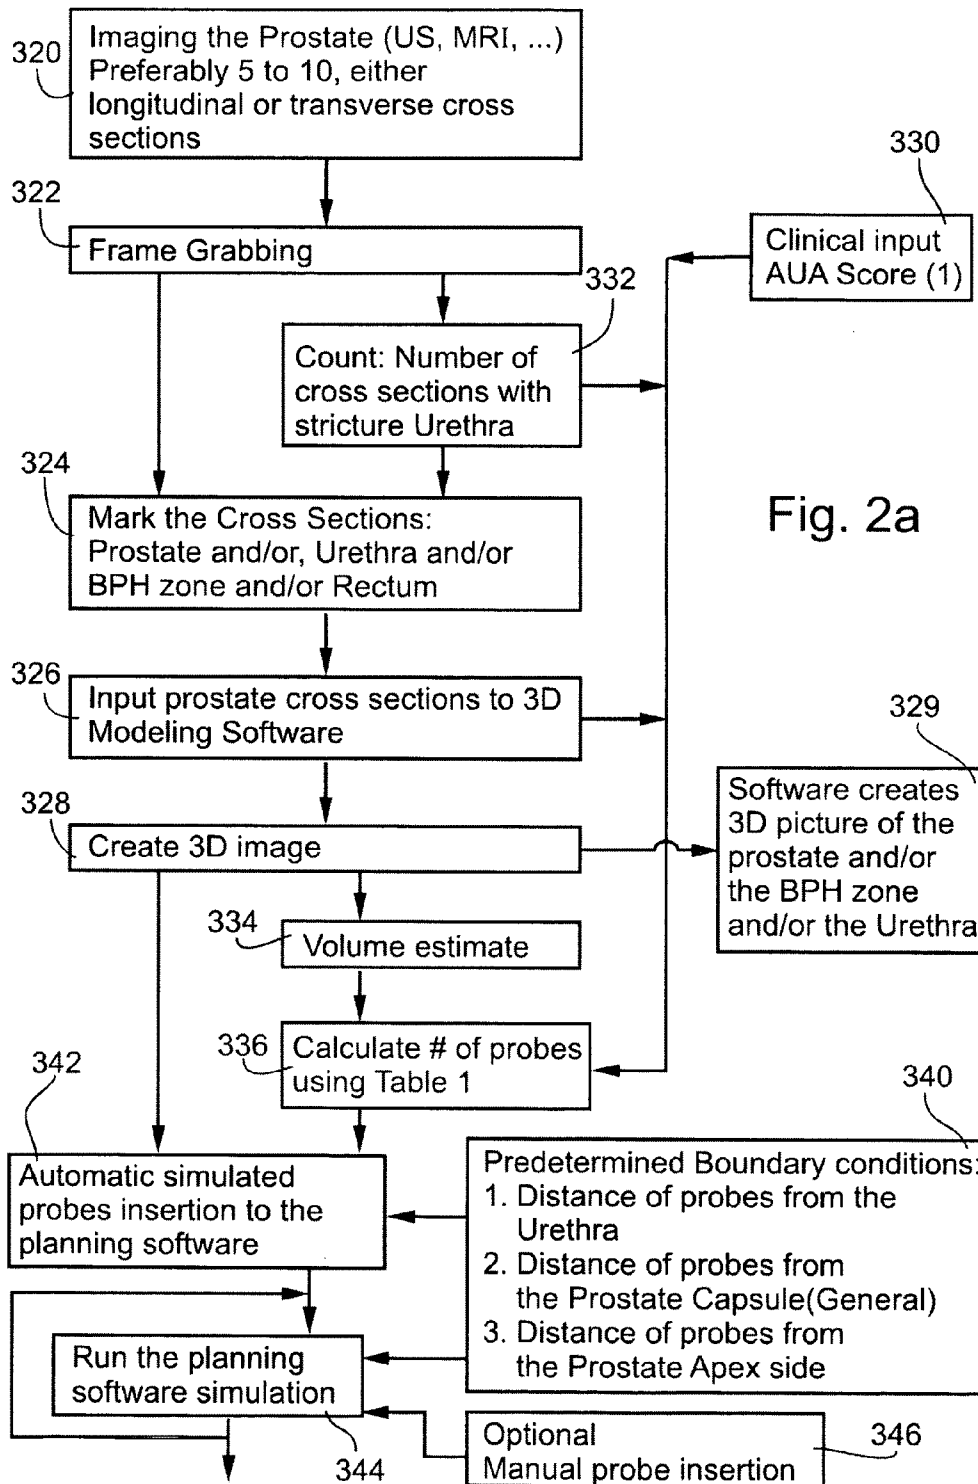 320
Imaging the Prostate (US, MRI, ...)
Preferably 5 to 10, either
longitudinal or transverse cross
sections
322
Frame Grabbing
330
Clinical input
AUA Score (1)
332
Count: Number of
cross sections with
stricture Urethra
324
Mark the Cross Sections:
Prostate and/or, Urethra and/or
BPH zone and/or Rectum
Fig. 2a
326
Input prostate cross sections to 3D
Modeling Software
328
Create 3D image
329
Software creates
3D picture of the
prostate and/or
the BPH zone
and/or the Urethra
334
Volume estimate
336
Calculate # of probes
using Table 1
342
Automatic simulated
probes insertion to the
planning software
340
Predetermined Boundary conditions:
1. Distance of probes from the
Urethra
2. Distance of probes from
the Prostate Capsule(General)
3. Distance of probes from
the Prostate Apex side
Run the planning
software simulation
344
Optional
Manual probe insertion
346